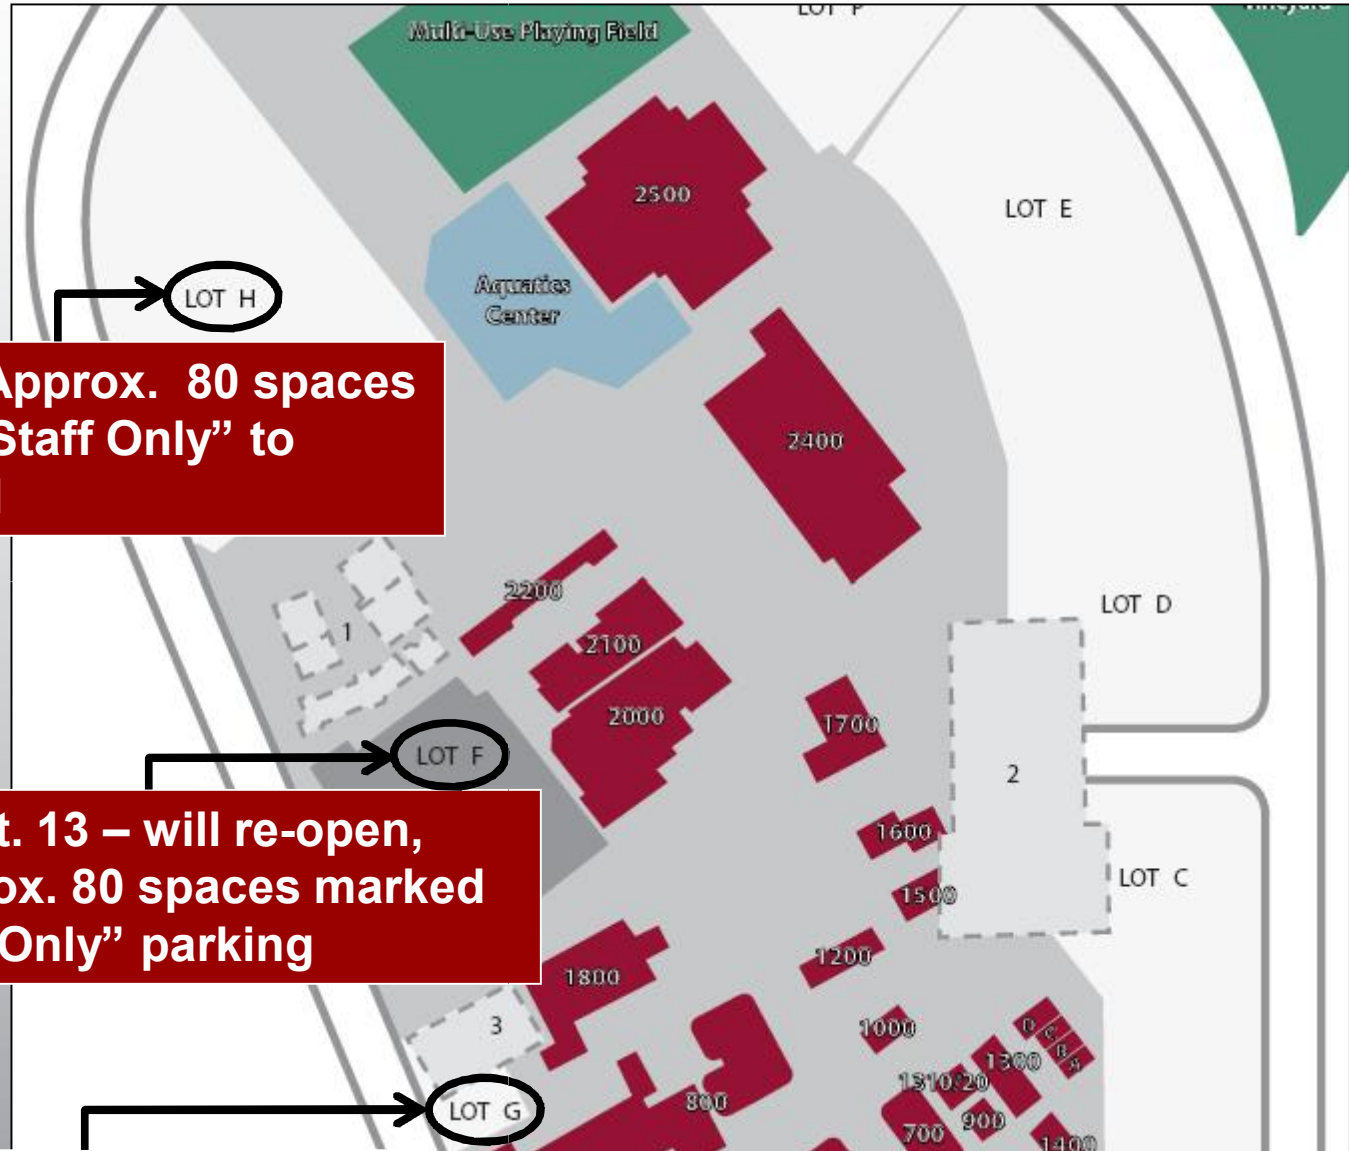 LOT P
Vineyard
Multi-Use Playing Field
2500
LOT E
Aquatics
Center
LOT H
Approx. 80 spaces
Staff Only” to
2400
2200
1
2100
LOT D
2000
1700
LOT F
2
1600
t. 13 – will re-open,
ox. 80 spaces marked
Only” parking
1500
LOT C
1200
1800
3
1000
D
C
B
A
1300
1310/20
800
LOT G
900
700
1400